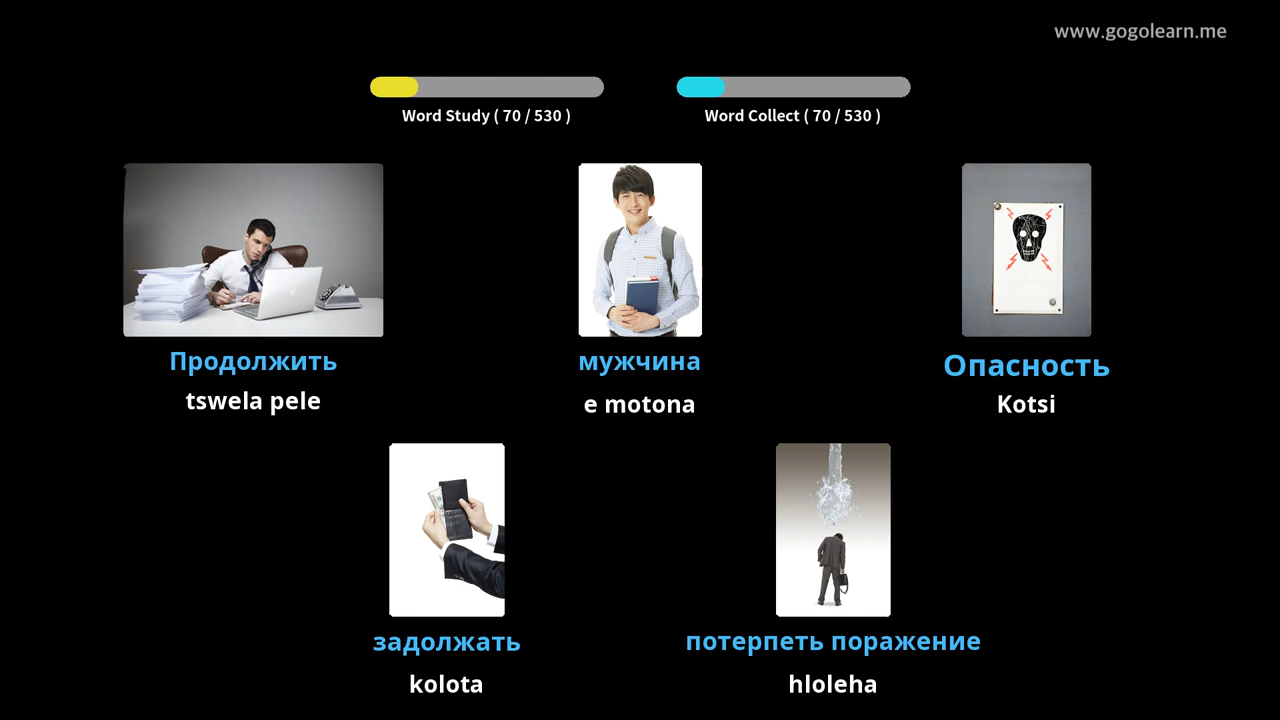 www.gogolearn.me
Word Study ( 70 / 530 )
Word Collect ( 70 / 530 )
Продолжить
tswela pele
мужчина
e motona
Опасность
Kotsi
задолжать
kolota
потерпеть поражение
hloleha